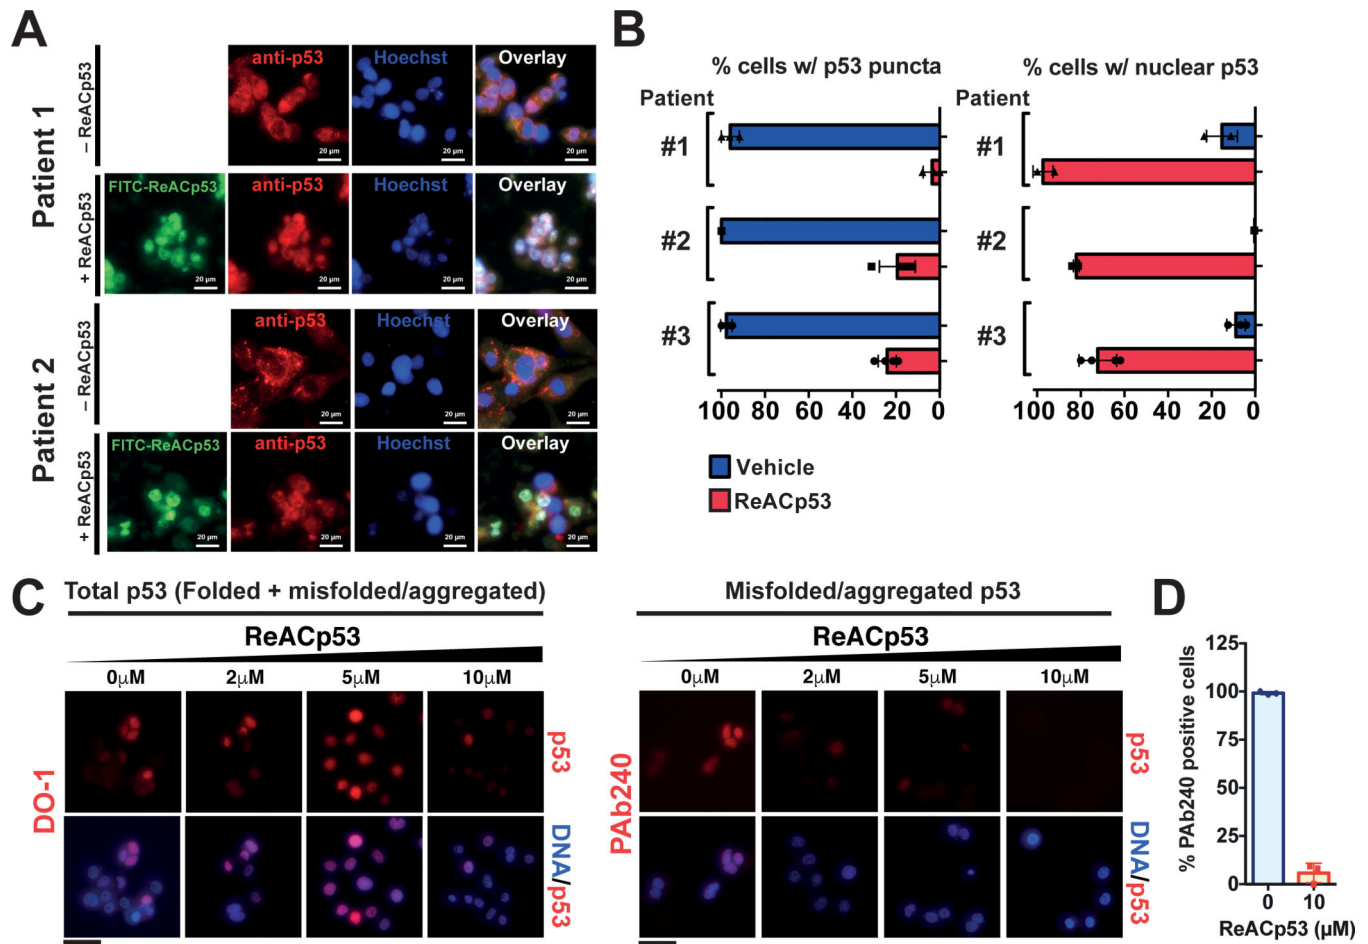 A
Patient 1
– ReACp53
anti-p53
Hoechst
Overlay
20 µm
20 µm
20 µm
+ ReACp53
FITC-ReACp53
anti-p53
Hoechst
Overlay
20 µm
20 µm
20 µm
20 µm
Patient 2
– ReACp53
anti-p53
Hoechst
Overlay
20 µm
20 µm
20 µm
+ ReACp53
FITC-ReACp53
anti-p53
Hoechst
Overlay
20 µm
20 µm
20 µm
20 µm
B
% cells w/ p53 puncta
Patient
#1
#2
#3
100 80 60 40 20 0
% cells w/ nuclear p53
Patient
#1
#2
#3
100 80 60 40 20 0
Vehicle
ReACp53
C
Total p53 (Folded + misfolded/aggregated)
ReACp53
0µM 2µM 5µM 10µM
DO-1
p53
DNA/p53
Misfolded/aggregated p53
ReACp53
0µM 2µM 5µM 10µM
PAb240
p53
DNA/p53
D
% PAb240 positive cells
125
100
75
50
25
0
0 10
ReACp53 (µM)